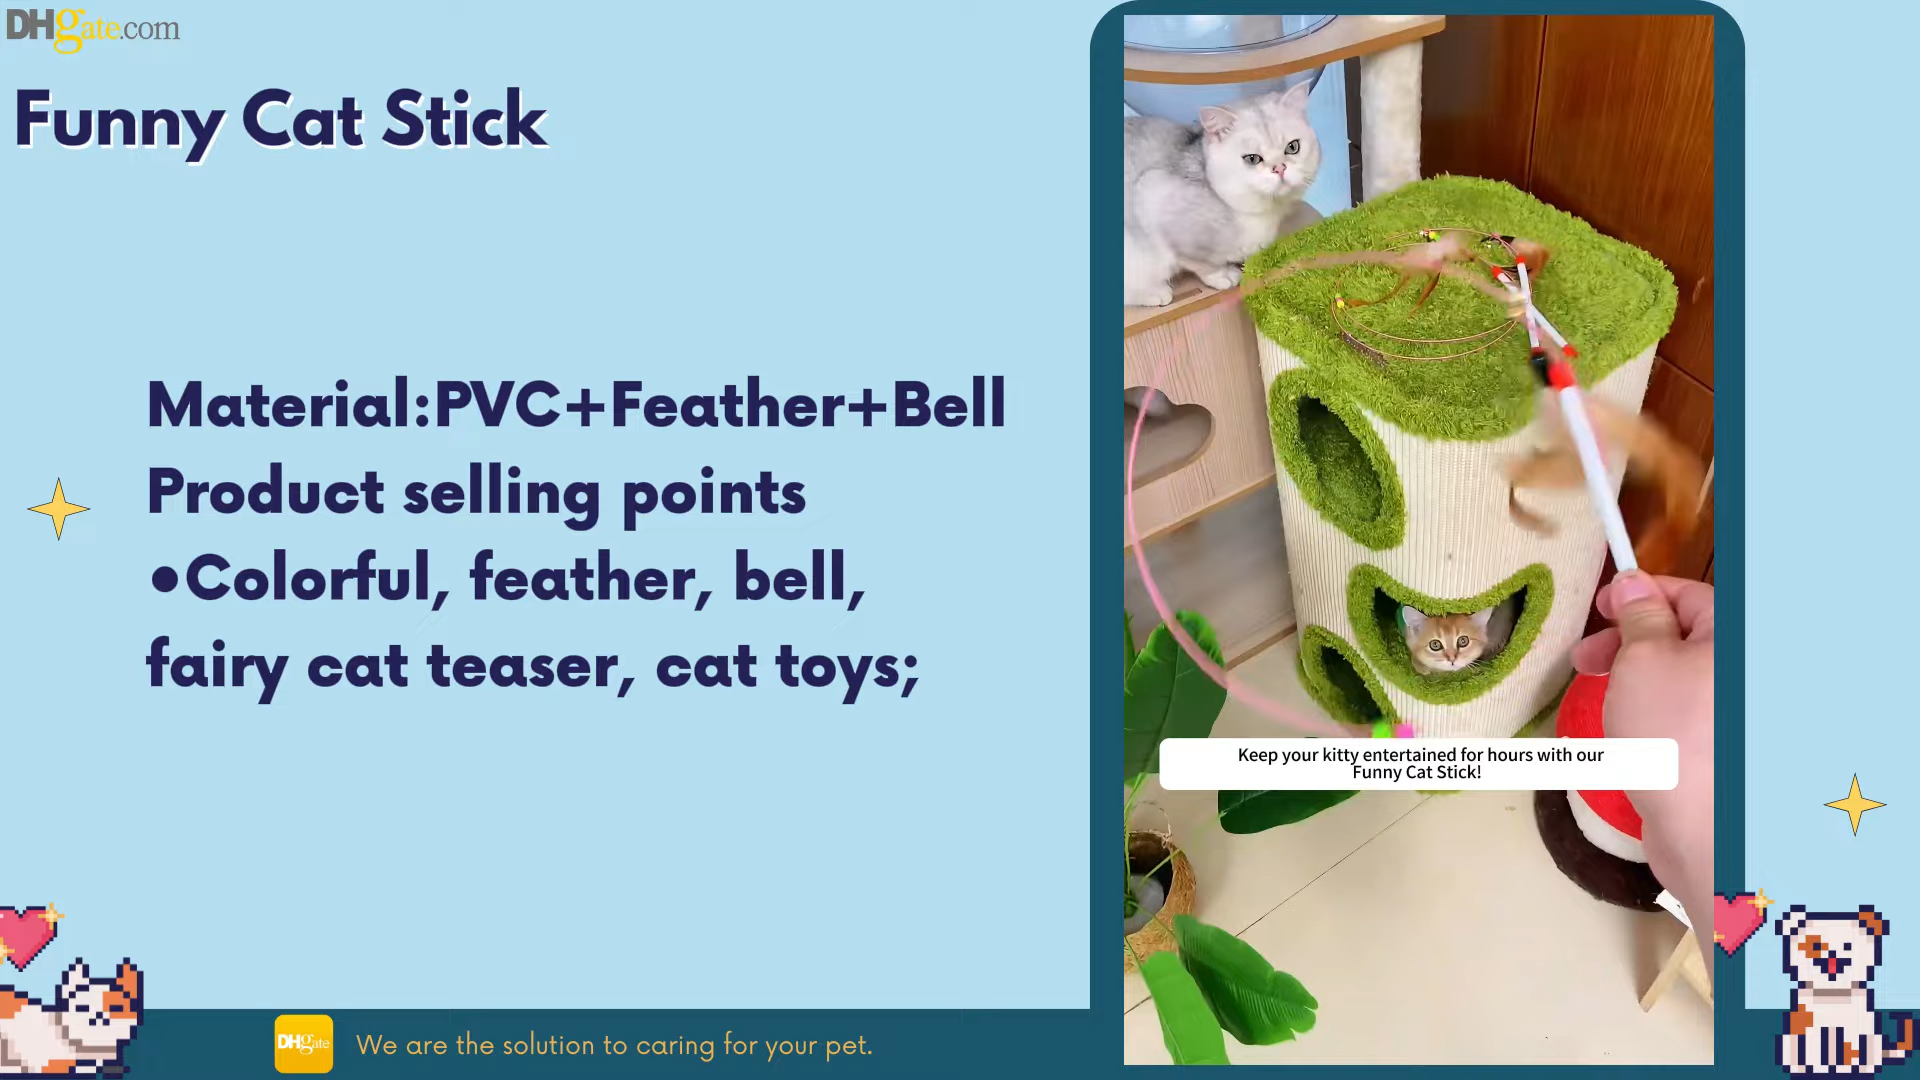 DHgate.com
Funny Cat Stick
Material:PVC+Feather+Bell
Product selling points
•Colorful, feather, bell,
fairy cat teaser, cat toys;
Keep your kitty entertained for hours with our
Funny Cat Stick!
DHgate
We are the solution to caring for your pet.